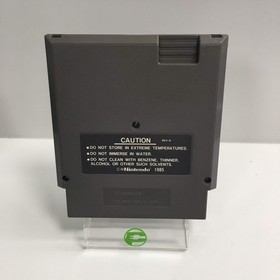 CAUTION
● DO NOT STORE IN EXTREME TEMPERATURES.
● DO NOT IMMERSE IN WATER.
● DO NOT CLEAN WITH BENZENE, THINNER,
ALCOHOL OR OTHER SUCH SOLVENTS.
©Nintendo 1985